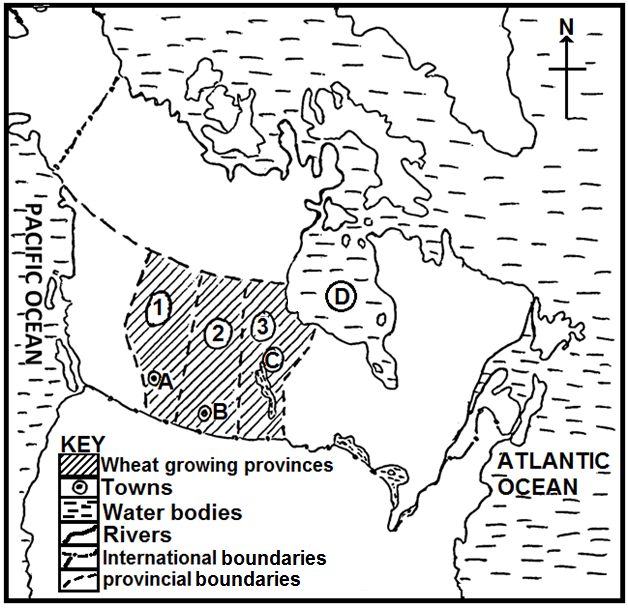 N
PACIFIC OCEAN
D
1
2
3
C
A
B
KEY
Wheat growing provinces
Towns
Water bodies
Rivers
International boundaries
provincial boundaries
ATLANTIC
OCEAN